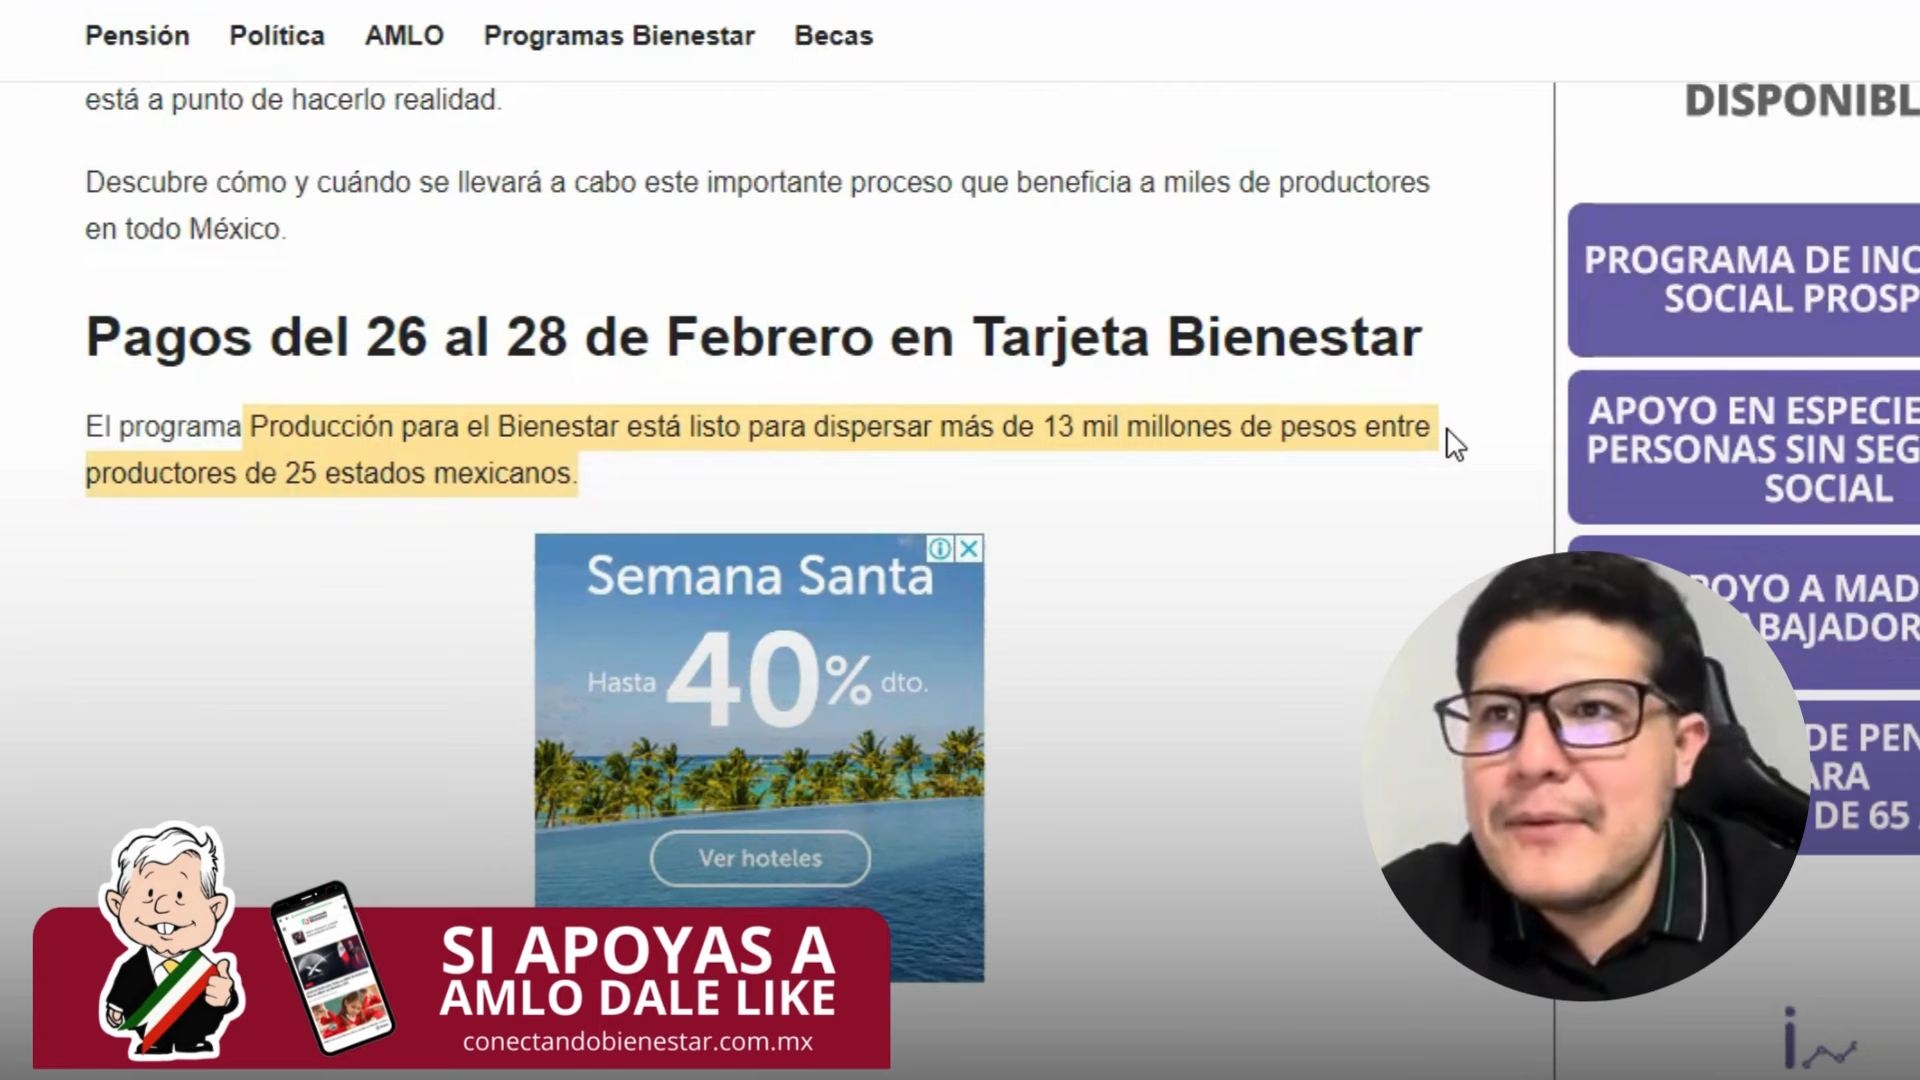 Pensión Política AMLO Programas Bienestar Becas
está a punto de hacerlo realidad.
Descubre cómo y cuándo se llevará a cabo este importante proceso que beneficia a miles de productores
en todo México.
Pagos del 26 al 28 de Febrero en Tarjeta Bienestar
El programa Producción para el Bienestar está listo para dispersar más de 13 mil millones de pesos entre
productores de 25 estados mexicanos.
Semana Santa
Hasta 40% dto.
Ver hoteles
SI APOYAS A
AMLO DALE LIKE
conectandobienestar.com.mx
DISPONIBL
PROGRAMA DE INC
SOCIAL PROSP
APOYO EN ESPECIE
PERSONAS SIN SEG
SOCIAL
POYO A MAD
ABAJADOR
DE PEN
ARA
DE 65